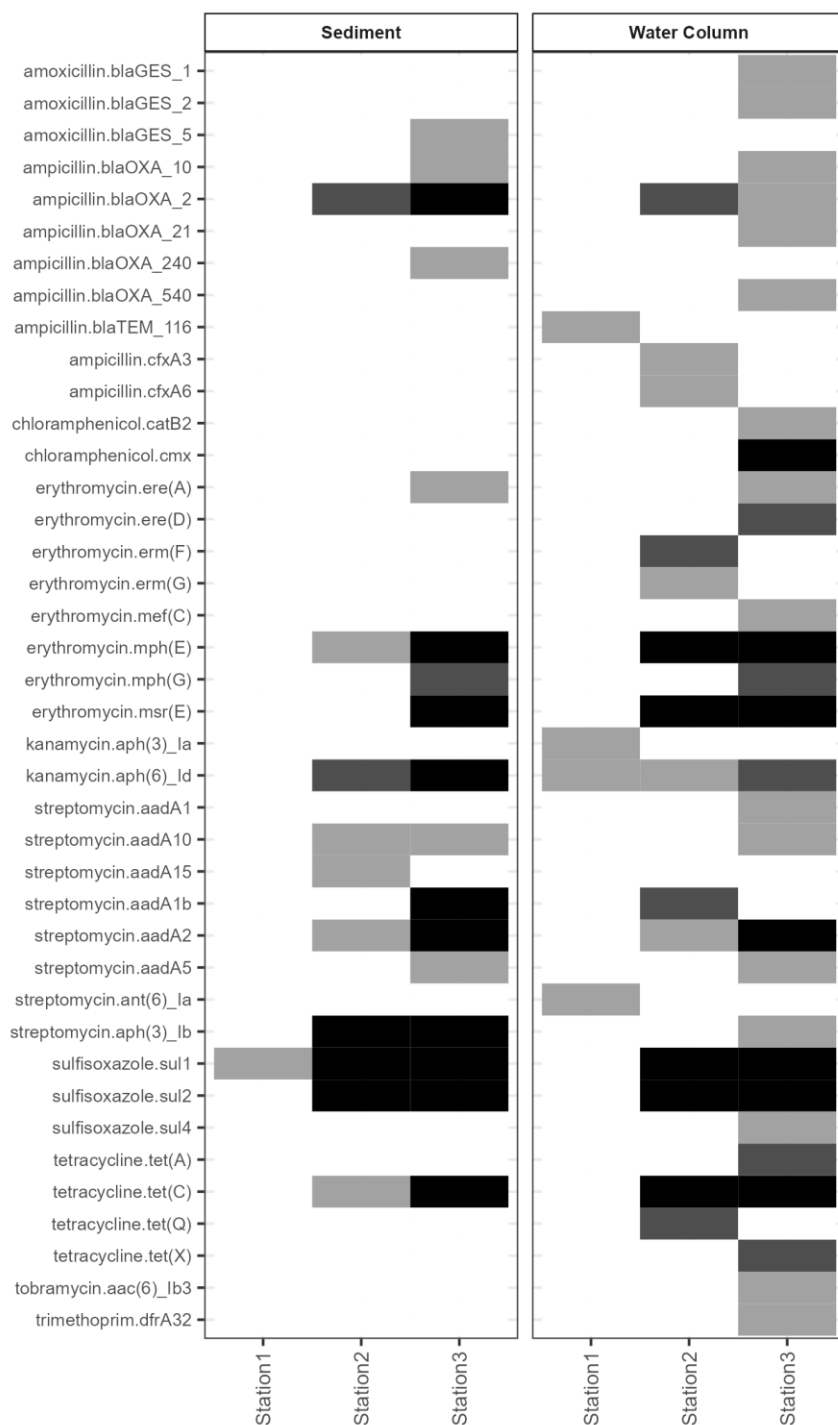 Sediment
Water Column
amoxicillin.blaGES_1
amoxicillin.blaGES_2
amoxicillin.blaGES_5
ampicillin.blaOXA_10
ampicillin.blaOXA_2
ampicillin.blaOXA_21
ampicillin.blaOXA_240
ampicillin.blaOXA_540
ampicillin.blaTEM_116
ampicillin.cfxA3
ampicillin.cfxA6
chloramphenicol.catB2
chloramphenicol.cmx
erythromycin.ere(A)
erythromycin.ere(D)
erythromycin.erm(F)
erythromycin.erm(G)
erythromycin.mef(C)
erythromycin.mph(E)
erythromycin.mph(G)
erythromycin.msr(E)
kanamycin.aph(3)_Ia
kanamycin.aph(6)_Id
streptomycin.aadA1
streptomycin.aadA10
streptomycin.aadA15
streptomycin.aadA1b
streptomycin.aadA2
streptomycin.aadA5
streptomycin.ant(6)_Ia
streptomycin.aph(3)_Ib
sulfisoxazole.sul1
sulfisoxazole.sul2
sulfisoxazole.sul4
tetracycline.tet(A)
tetracycline.tet(C)
tetracycline.tet(Q)
tetracycline.tet(X)
tobramycin.aac(6)_Ib3
trimethoprim.dfrA32
Station1
Station2
Station3
Station1
Station2
Station3